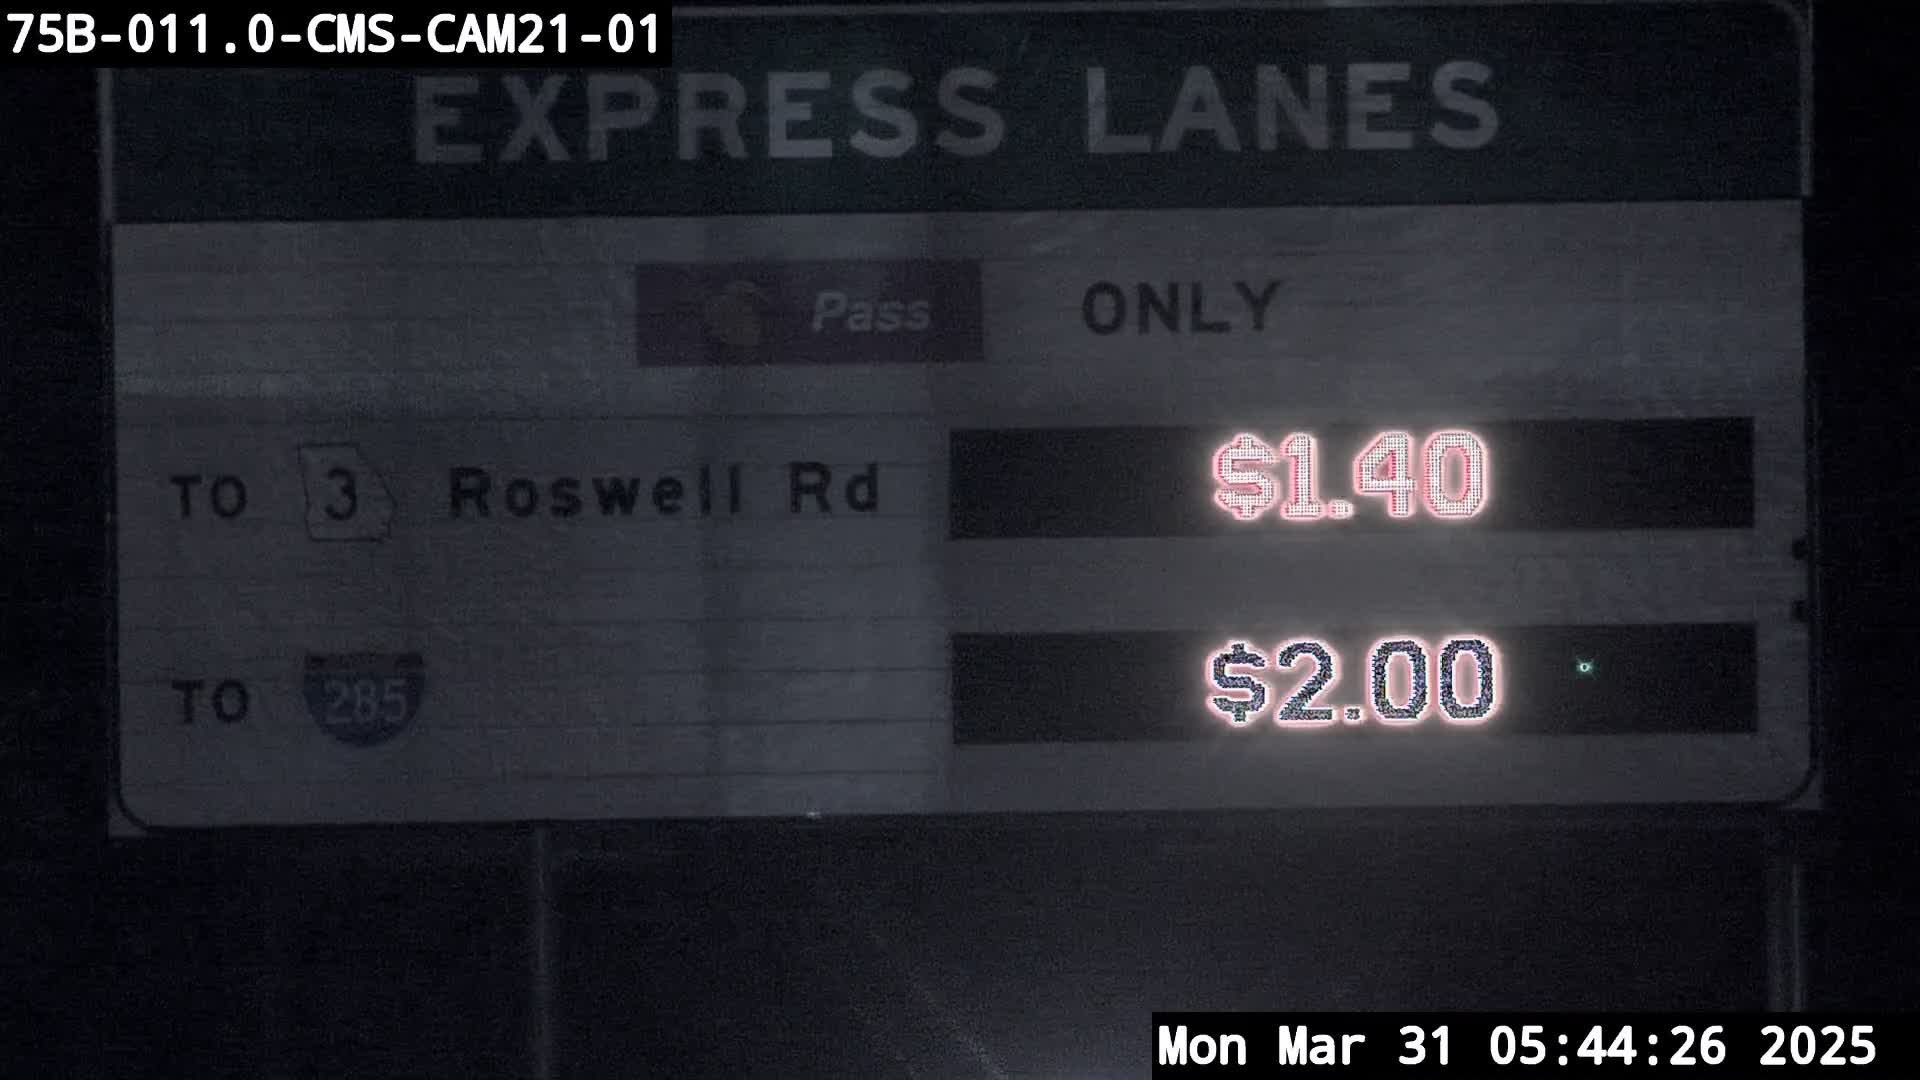 75B-011.0-CMS-CAM21-01
EXPRESS LANES
Pass ONLY
TO 3 Roswell Rd $1.40
TO 285 $2.00
Mon Mar 31 05:44:26 2025